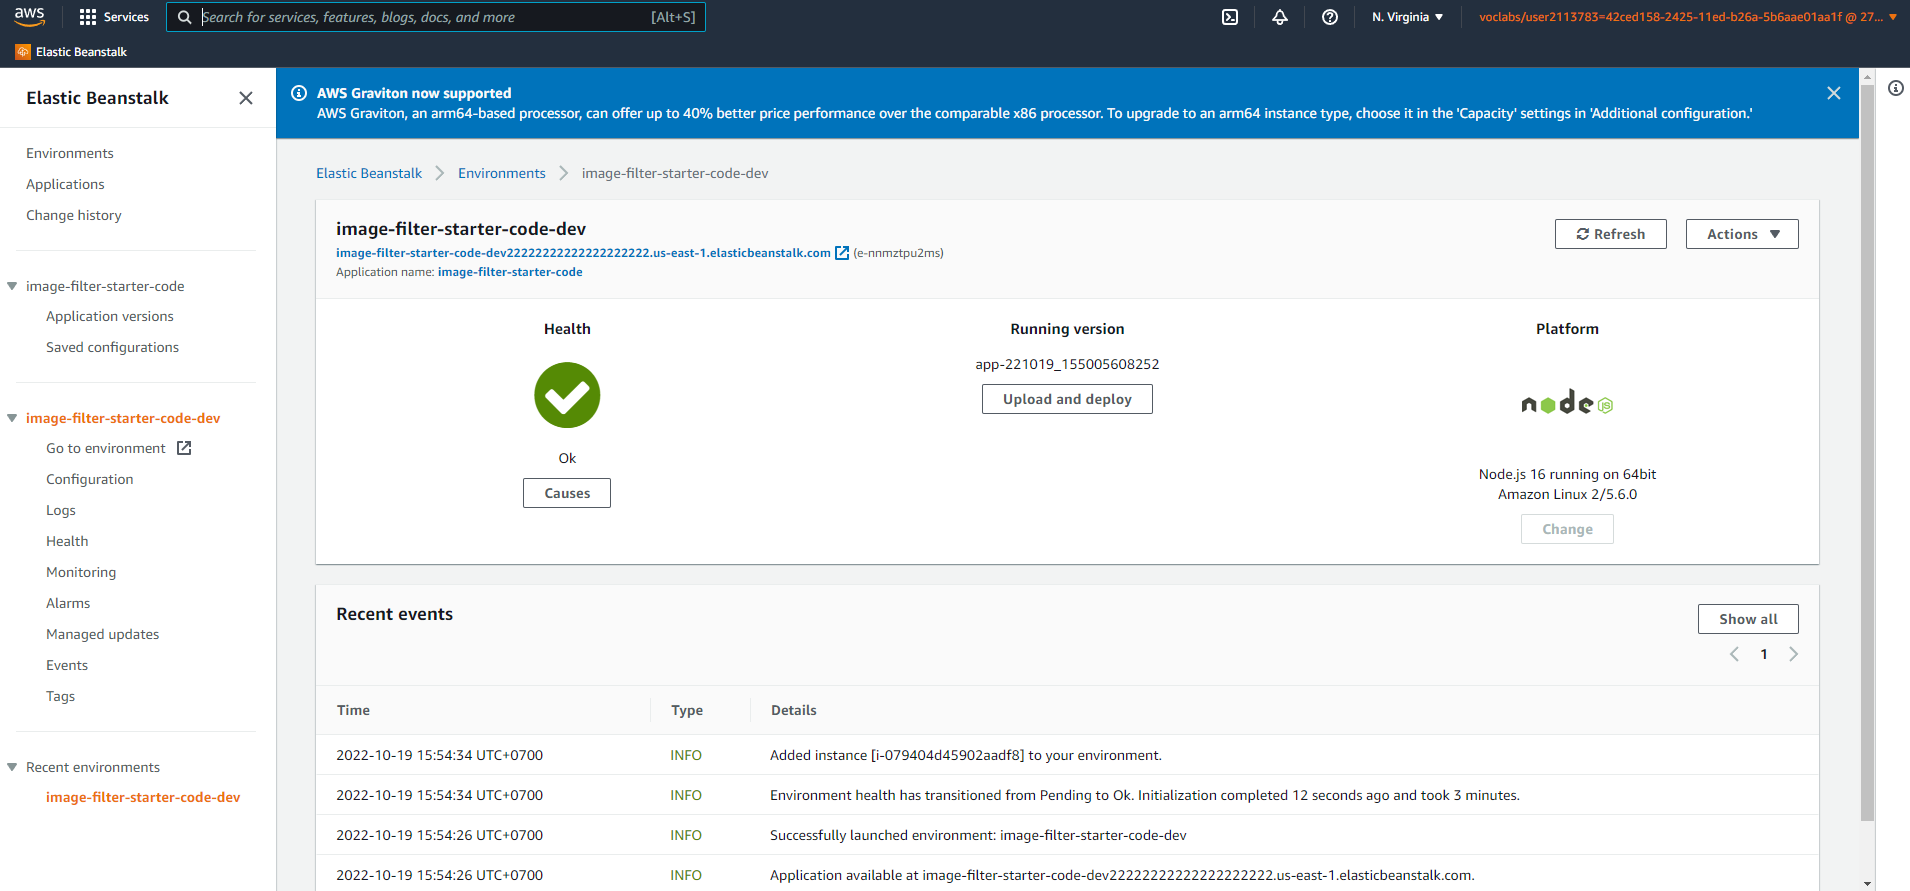 aws
Services
Search for services, features, blogs, docs, and more
[Alt+S]
N. Virginia
voclabs/user2113783=42ced158-2425-11ed-b26a-5b6aae01aa1f @ 27...
Elastic Beanstalk
Elastic Beanstalk
Environments
Applications
Change history
image-filter-starter-code
Application versions
Saved configurations
image-filter-starter-code-dev
Go to environment
Configuration
Logs
Health
Monitoring
Alarms
Managed updates
Events
Tags
Recent environments
image-filter-starter-code-dev
AWS Graviton now supported
AWS Graviton, an arm64-based processor, can offer up to 40% better price performance over the comparable x86 processor. To upgrade to an arm64 instance type, choose it in the 'Capacity' settings in 'Additional configuration.'
Elastic Beanstalk
Environments
image-filter-starter-code-dev
image-filter-starter-code-dev
Refresh
Actions
image-filter-starter-code-dev22222222222222222222.us-east-1.elasticbeanstalk.com (e-nnmztpu2ms)
Application name: image-filter-starter-code
Health
Ok
Causes
Running version
app-221019_155005608252
Upload and deploy
Platform
node JS
Node.js 16 running on 64bit
Amazon Linux 2/5.6.0
Change
Recent events
Show all
1
Time Type Details
2022-10-19 15:54:34 UTC+0700 INFO Added instance [i-079404d45902aadf8] to your environment.
2022-10-19 15:54:34 UTC+0700 INFO Environment health has transitioned from Pending to Ok. Initialization completed 12 seconds ago and took 3 minutes.
2022-10-19 15:54:26 UTC+0700 INFO Successfully launched environment: image-filter-starter-code-dev
2022-10-19 15:54:26 UTC+0700 INFO Application available at image-filter-starter-code-dev22222222222222222222.us-east-1.elasticbeanstalk.com.